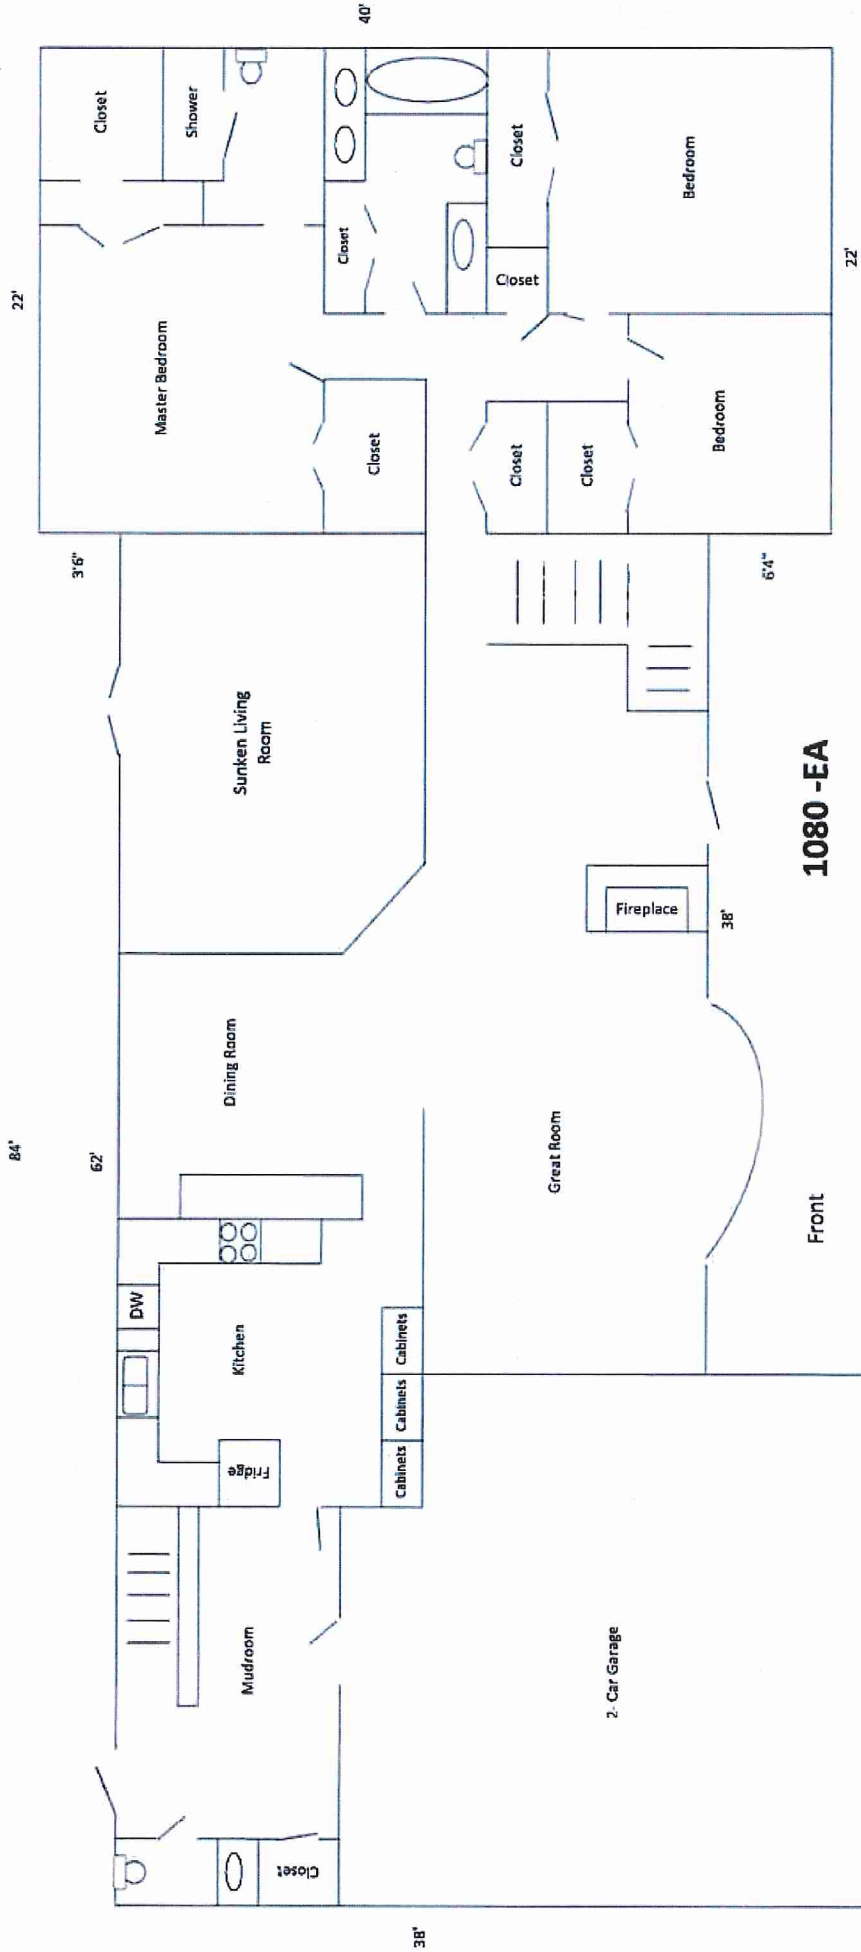 84'
22'
62'
3'6"
Closet
DW
Master Bedroom
Shower
Mudroom
Fridge
Kitchen
Dining Room
Sunken Living
Room
Closet
Closet
Closet
40'
38'
Cabinets
Cabinets
Cabinets
Closet
Closet
Closet
Great Room
Closet
2- Car Garage
Fireplace
Bedroom
Bedroom
38'
6'4"
Front
1080 -EA
22'